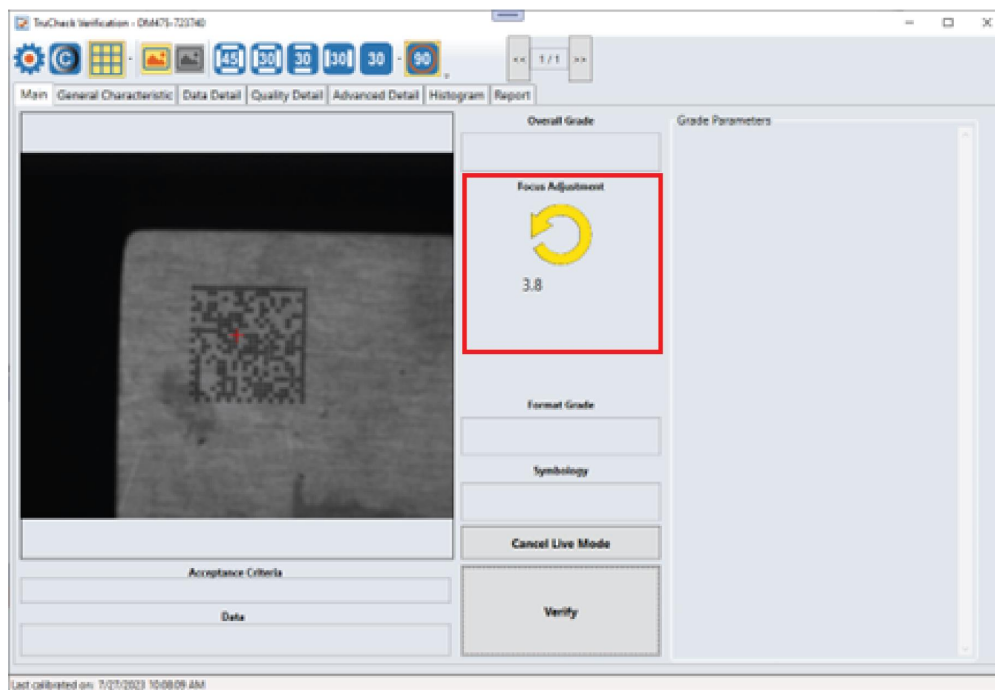 TruCheck Verification - DM475-723740
45 30 30 30 30 90
<< 1/1 >>
Main General Characteristic Data Detail Quality Detail Advanced Detail Histogram Report
Overall Grade
Grade Parameters
Focus Adjustment
3.8
Format Grade
Symbology
Cancel Live Mode
Acceptance Criteria
Verify
Data
Last calibrated on: 7/27/2023 10:08:09 AM